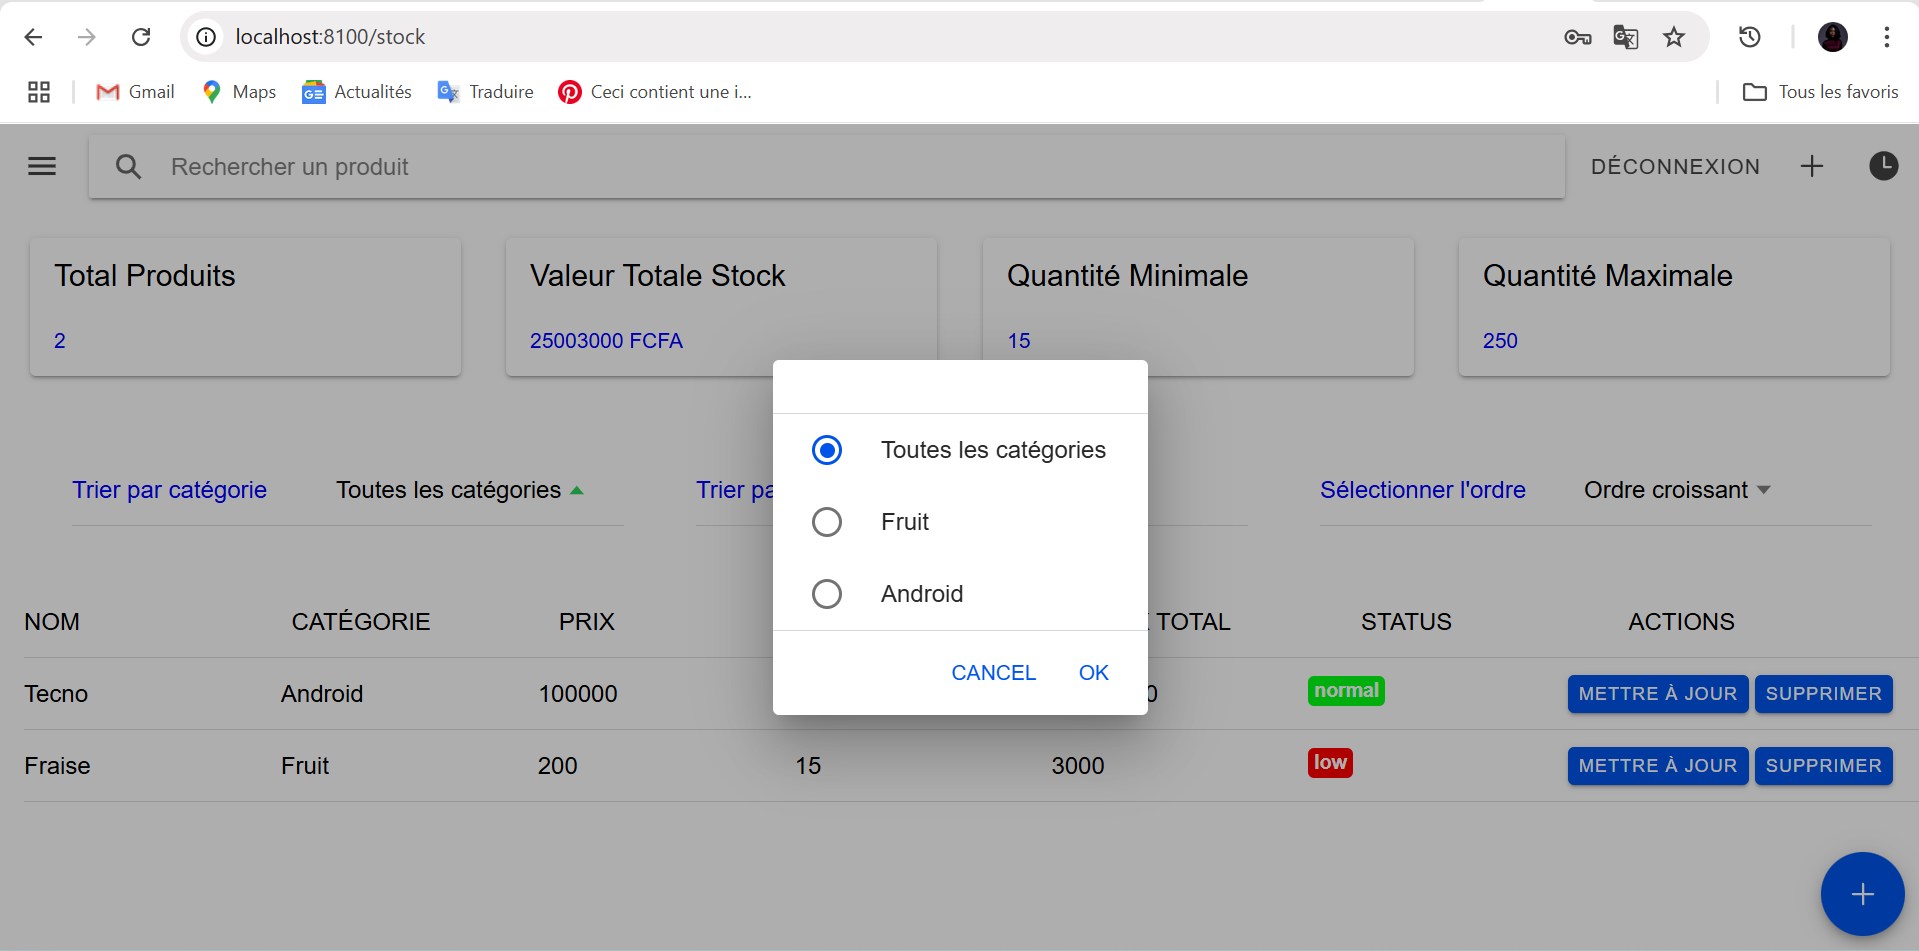 localhost:8100/stock
Gmail
Maps
Actualités
Traduire
Ceci contient une i...
Tous les favoris
Rechercher un produit
DÉCONNEXION
Total Produits
2
Valeur Totale Stock
25003000 FCFA
Quantité Minimale
15
Quantité Maximale
250
Trier par catégorie
Toutes les catégories
Trier pa
Sélectionner l'ordre
Ordre croissant
Toutes les catégories
Fruit
Android
CANCEL OK
NOM CATÉGORIE PRIX TOTAL STATUS ACTIONS
Tecno Android 100000 0 normal METTRE À JOUR SUPPRIMER
Fraise Fruit 200 15 3000 low METTRE À JOUR SUPPRIMER